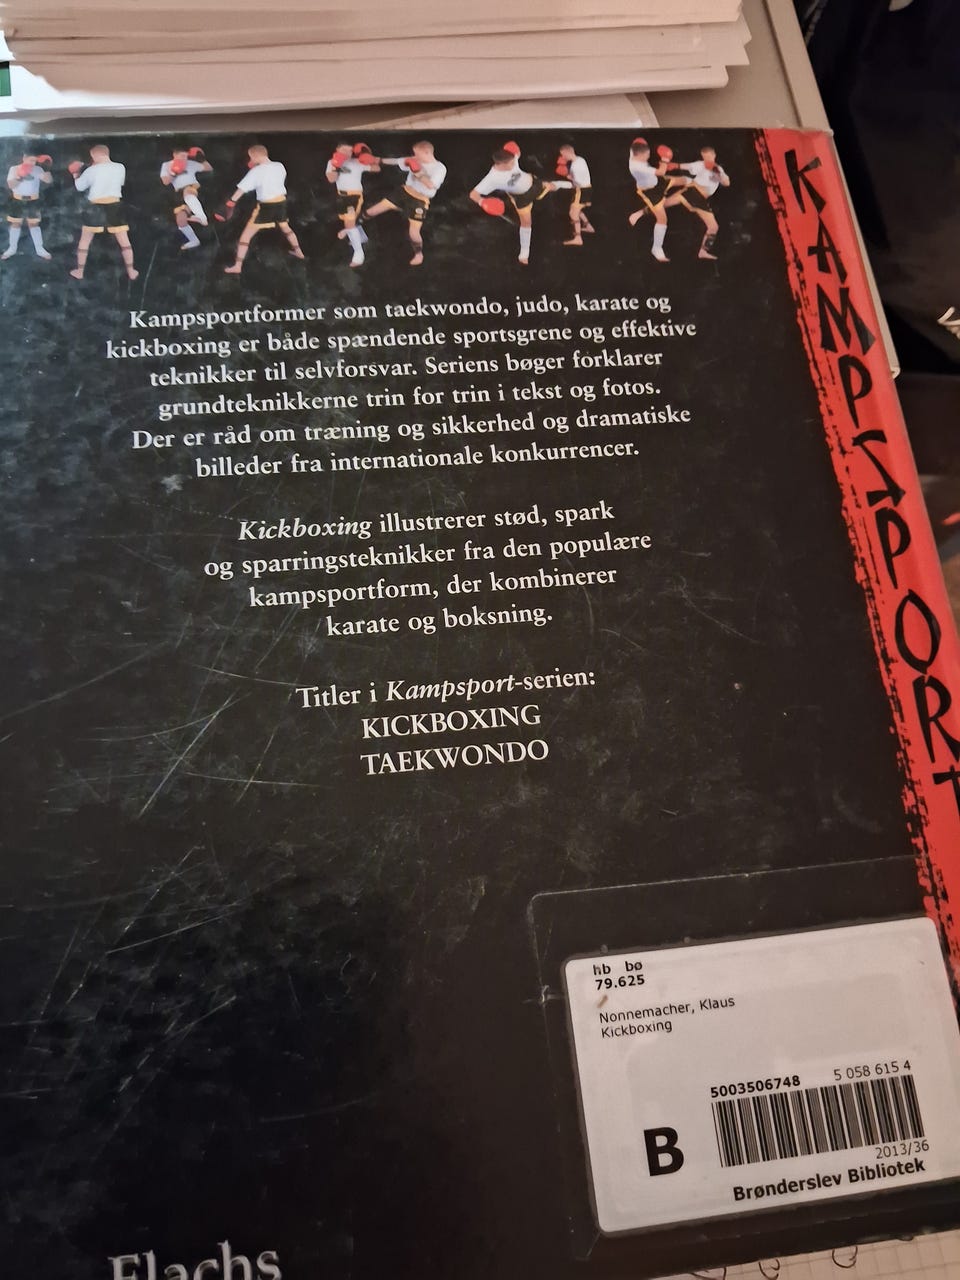 Kampsportformer som taekwondo, judo, karate og
kickboxing er både spændende sportsgrene og effektive
teknikker til selvforsvar. Seriens bøger forklarer
grundteknikkerne trin for trin i tekst og fotos.
Der er råd om træning og sikkerhed og dramatiske
billeder fra internationale konkurrencer.
Kickboxing illustrerer stød, spark
og sparringsteknikker fra den populære
kampsportform, der kombinerer
karate og boksning.
Titler i Kampsport-serien:
KICKBOXING
TAEKWONDO
KAMPSPORT
hb bø
79.625
Nonnemacher, Klaus
Kickboxing
5003506748 5 058 615 4
B
2013/36
Brønderslev Bibliotek
Flachs